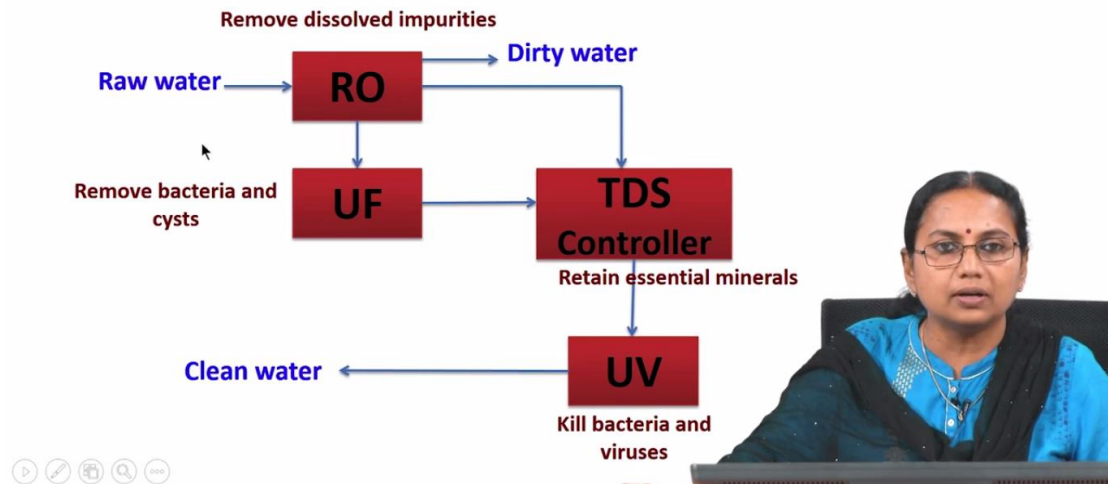 Remove dissolved impurities
Raw water
RO
Dirty water
Remove bacteria and
cysts
UF
TDS
Controller
Retain essential minerals
Clean water
UV
Kill bacteria and
viruses